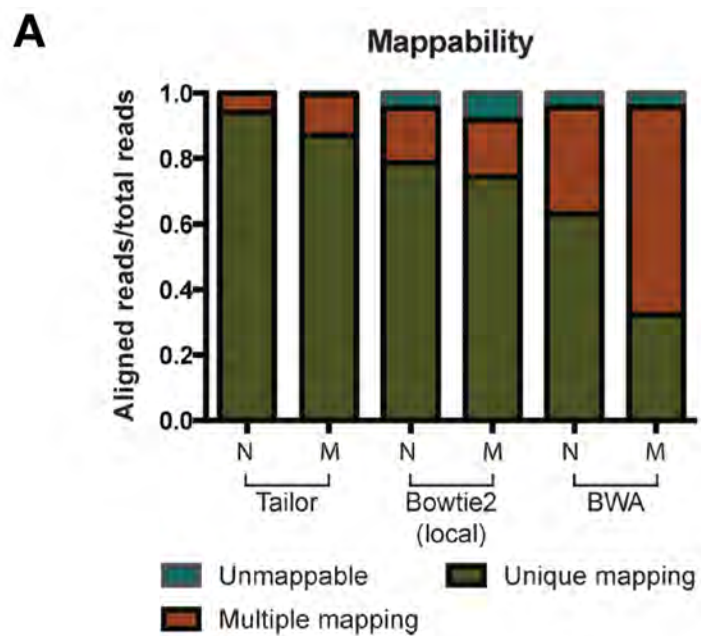 A
Mappability
Aligned reads/total reads
1.0
0.8
0.6
0.4
0.2
0.0
N M N M N M
Tailor Bowtie2 BWA
(local)
Unmappable Unique mapping
Multiple mapping